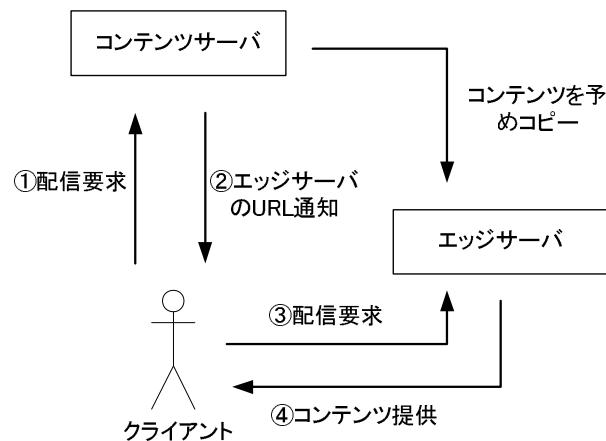 コンテンツサーバ
コンテンツを予
めコピー
①配信要求
②エッジサーバ
のURL通知
エッジサーバ
③配信要求
④コンテンツ提供
クライアント